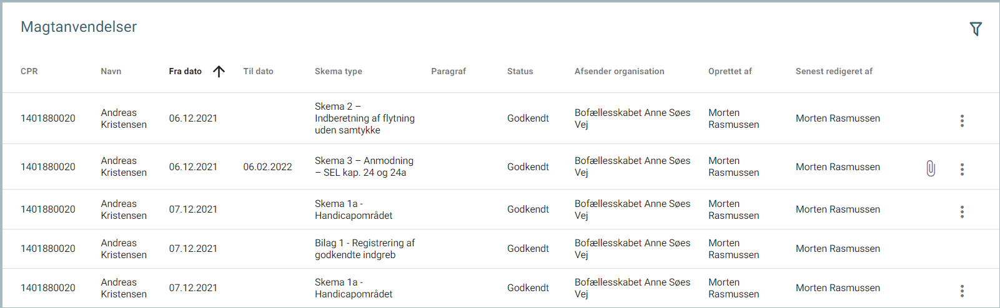 Magtanvendelser
CPR Navn Fra dato Til dato Skema type Paragraf Status Afsender organisation Oprettet af Senest redigeret af
1401880020 Andreas Kristensen 06.12.2021 Skema 2 – Indberetning af flytning uden samtykke Godkendt Bofællesskabet Anne Søes Vej Morten Rasmussen Morten Rasmussen
1401880020 Andreas Kristensen 06.12.2021 06.02.2022 Skema 3 – Anmodning – SEL kap. 24 og 24a Godkendt Bofællesskabet Anne Søes Vej Morten Rasmussen Morten Rasmussen
1401880020 Andreas Kristensen 07.12.2021 Skema 1a - Handicapområdet Godkendt Bofællesskabet Anne Søes Vej Morten Rasmussen Morten Rasmussen
1401880020 Andreas Kristensen 07.12.2021 Bilag 1 - Registrering af godkendte indgreb Godkendt Bofællesskabet Anne Søes Vej Morten Rasmussen Morten Rasmussen
1401880020 Andreas Kristensen 07.12.2021 Skema 1a - Handicapområdet Godkendt Bofællesskabet Anne Søes Vej Morten Rasmussen Morten Rasmussen